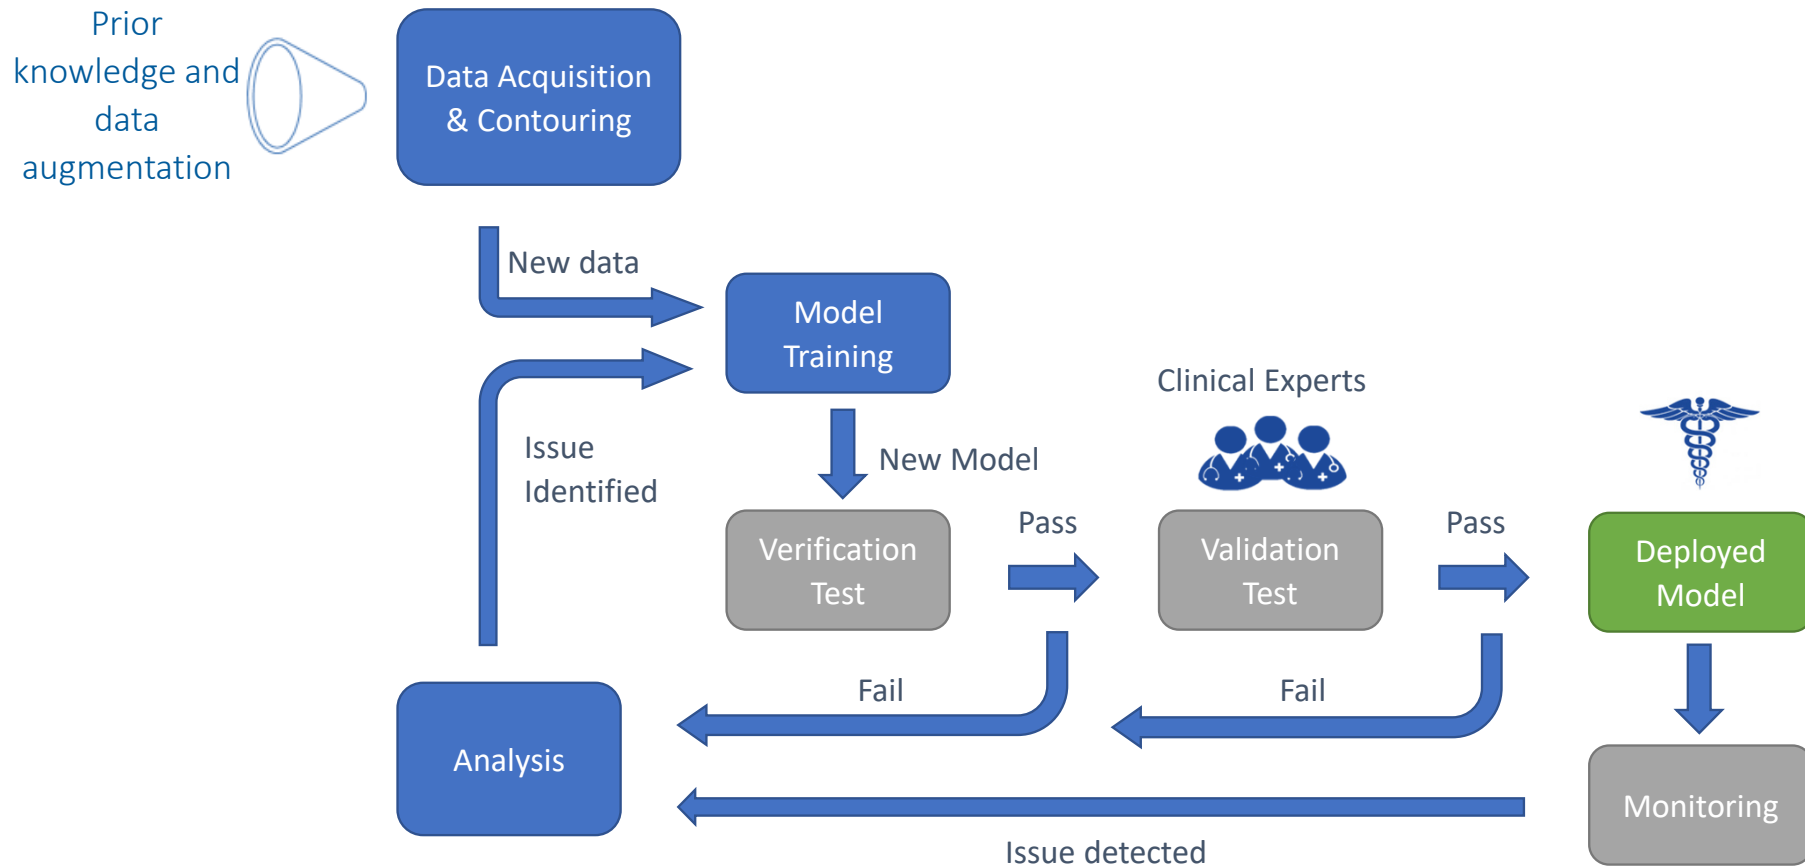 Prior
knowledge and
data
augmentation
Data Acquisition
& Contouring
New data
Model
Training
Issue
Identified
New Model
Clinical Experts
Verification
Test
Pass
Validation
Test
Pass
Deployed
Model
Fail
Fail
Analysis
Monitoring
Issue detected